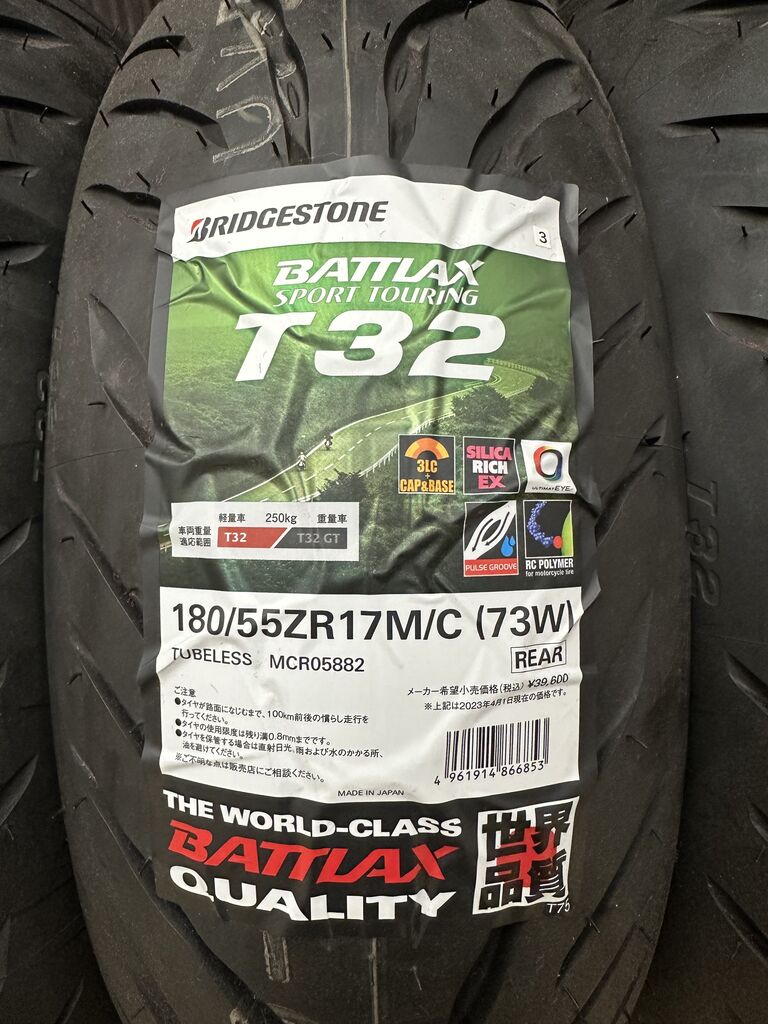 BRIDGESTONE
3
BATTLAX
SPORT TOURING
T32
3LC
+
CAP&BASE
SILICA
RICH
EX
ULTIMAT EYE
軽量車 250kg 重量車
車両重量
適応範囲
T32
T32 GT
PULSE GROOVE
RC POLYMER
for motorcycle tire
180/55ZR17M/C (73W)
TUBELESS MCR05882
REAR
メーカー希望小売価格(税込) ¥39,600
※上記は2023年4月1日現在の価格です。
ご注意
●タイヤが路面になじむまで、100km前後の慣らし走行を
行ってください。
●タイヤの使用限度は残り溝0.8mmまでです。
●タイヤを保管する場合は直射日光、雨および水のかかる所、
油を避けてください。
※ご不明な点は販売店にご相談ください。
4 961914 866853
MADE IN JAPAN
THE WORLD-CLASS
BATTLAX
QUALITY
世界
品質
T75
T32